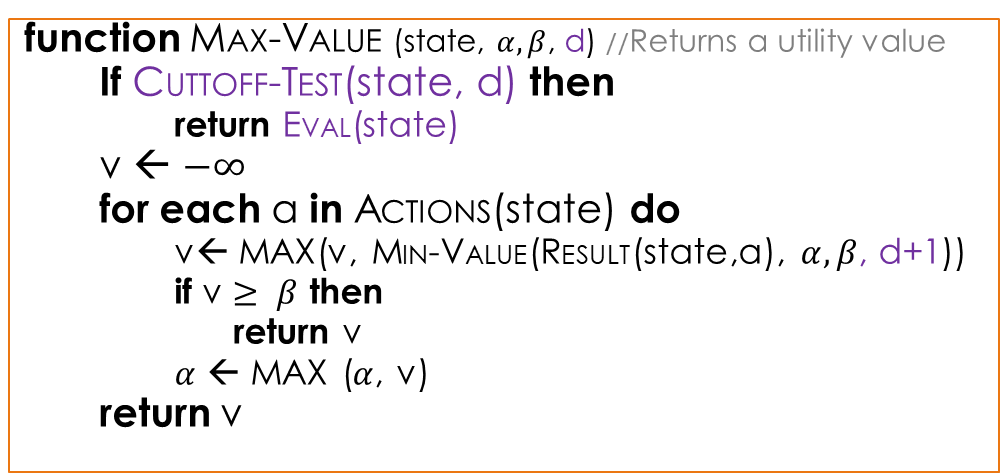 function MAX-VALUE (state, 𝛼,𝛽, d) //Returns a utility value
If CUTTOFF-TEST(state, d) then
return EVAL(state)
v ← −∞
for each a in ACTIONS(state) do
v← MAX(v, MIN-VALUE(RESULT(state,a), 𝛼,𝛽, d+1))
if v ≥ 𝛽 then
return v
𝛼 ← MAX (𝛼, v)
return v